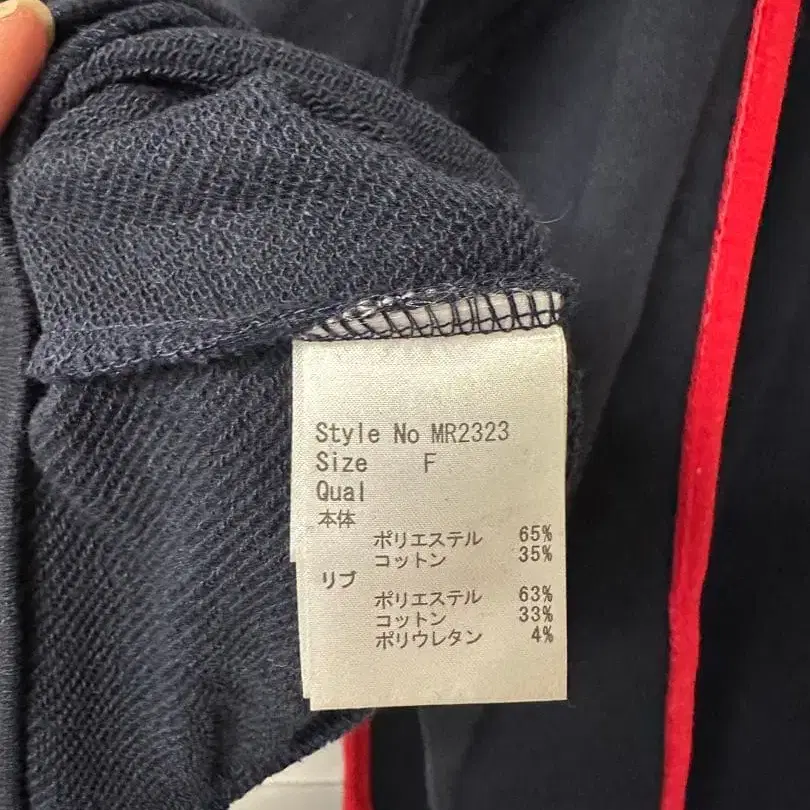 Style No MR2323
Size F
Qual
本体
ポリエステル 65%
コットン 35%
リブ
ポリエステル 63%
コットン 33%
ポリウレタン 4%